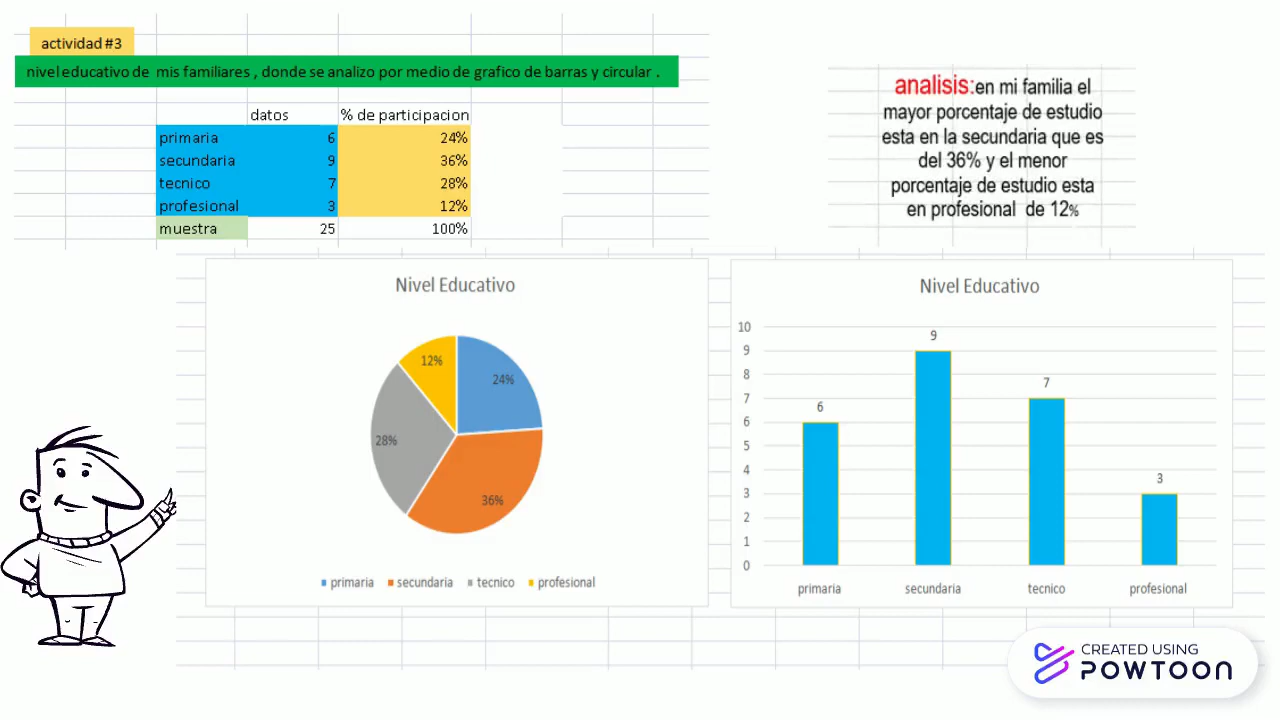 actividad #3
nivel educativo de mis familiares , donde se analizo por medio de grafico de barras y circular .
datos % de participacion
primaria 6 24%
secundaria 9 36%
tecnico 7 28%
profesional 3 12%
muestra 25 100%
analisis:en mi familia el
mayor porcentaje de estudio
esta en la secundaria que es
del 36% y el menor
porcentaje de estudio esta
en profesional de 12%
Nivel Educativo
12%
24%
28%
36%
primaria secundaria tecnico profesional
Nivel Educativo
10
9
8
7
6
5
4
3
2
1
0
6
9
7
3
primaria secundaria tecnico profesional
CREATED USING
POWTOON